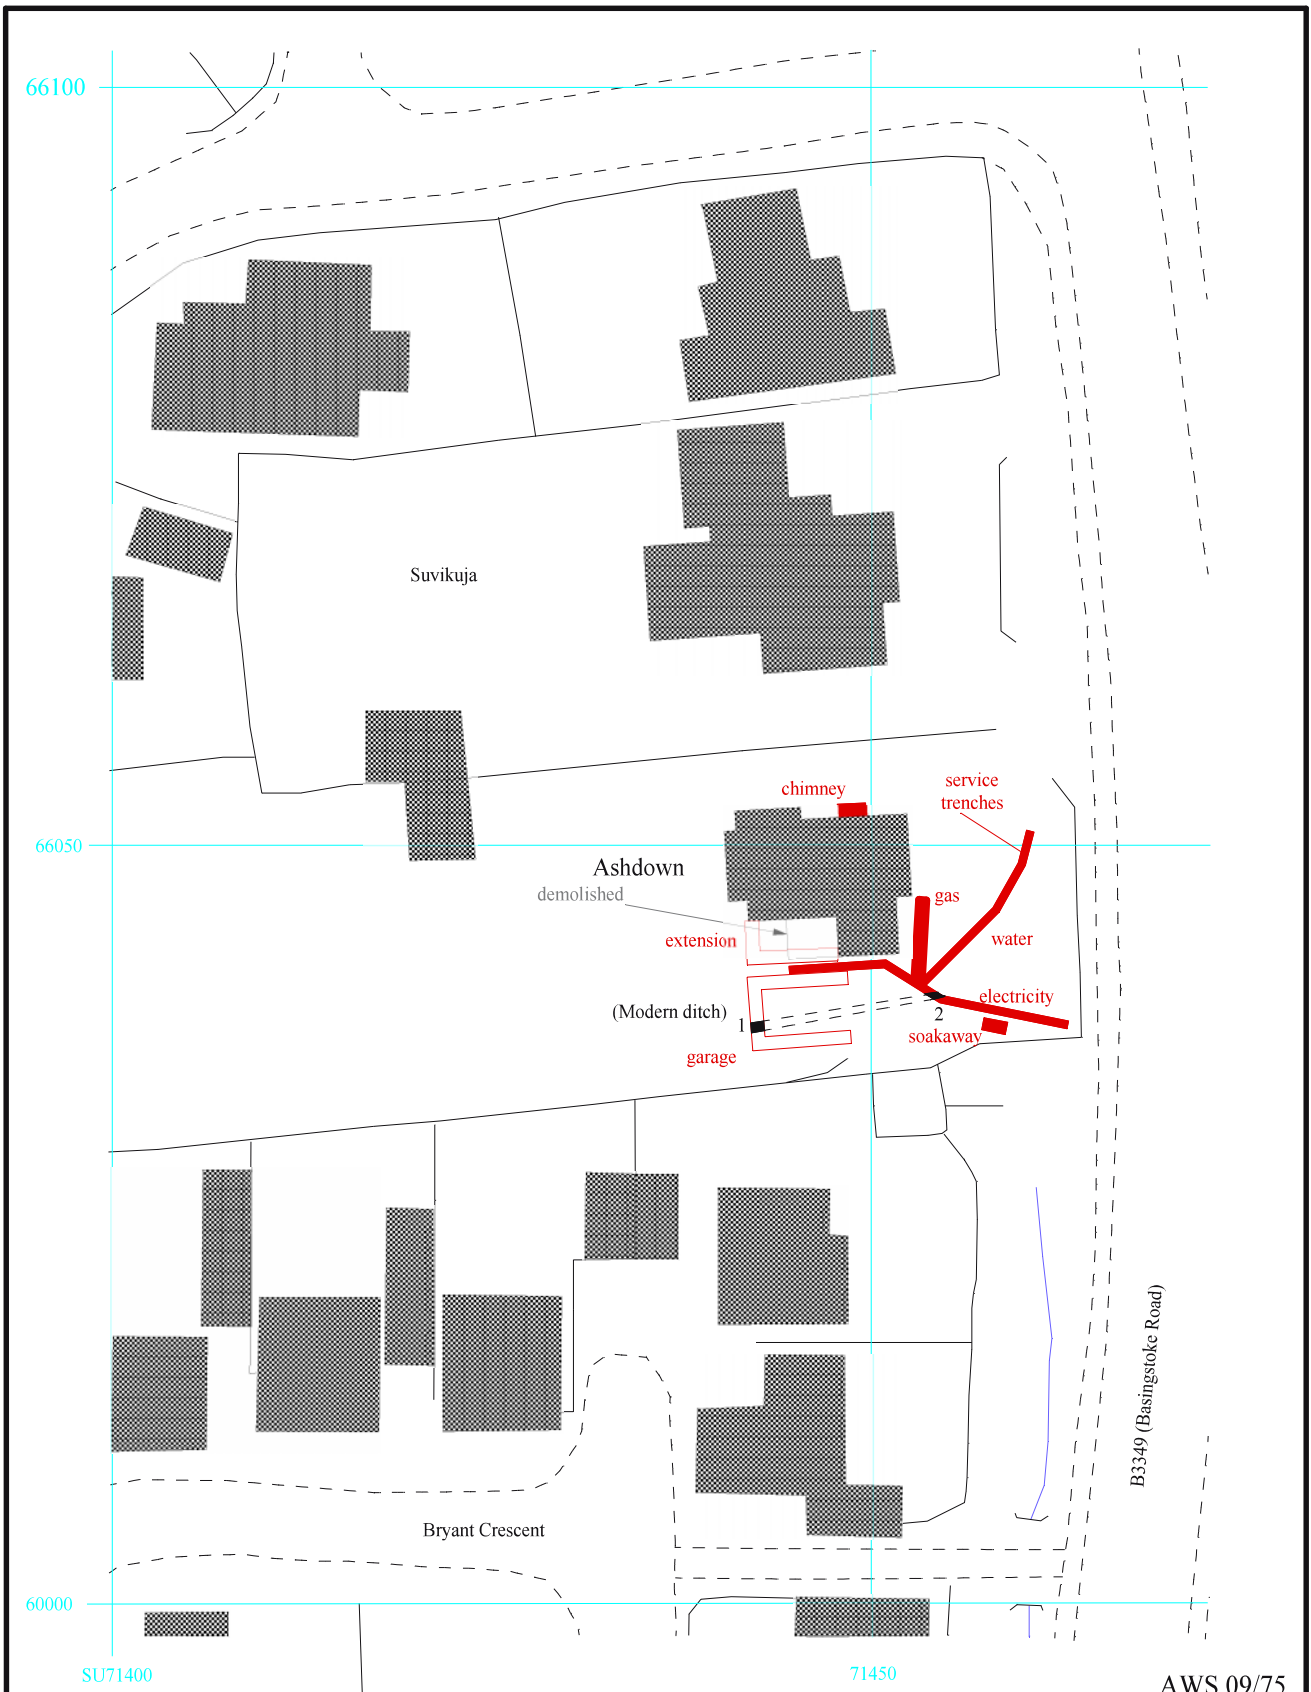 66100
Suvikuja
chimney
service
trenches
66050
Ashdown
demolished
gas
extension
water
electricity
(Modern ditch)
1
2
soakaway
garage
B3349 (Basingstoke Road)
Bryant Crescent
60000
SU71400
71450
AWS 09/75